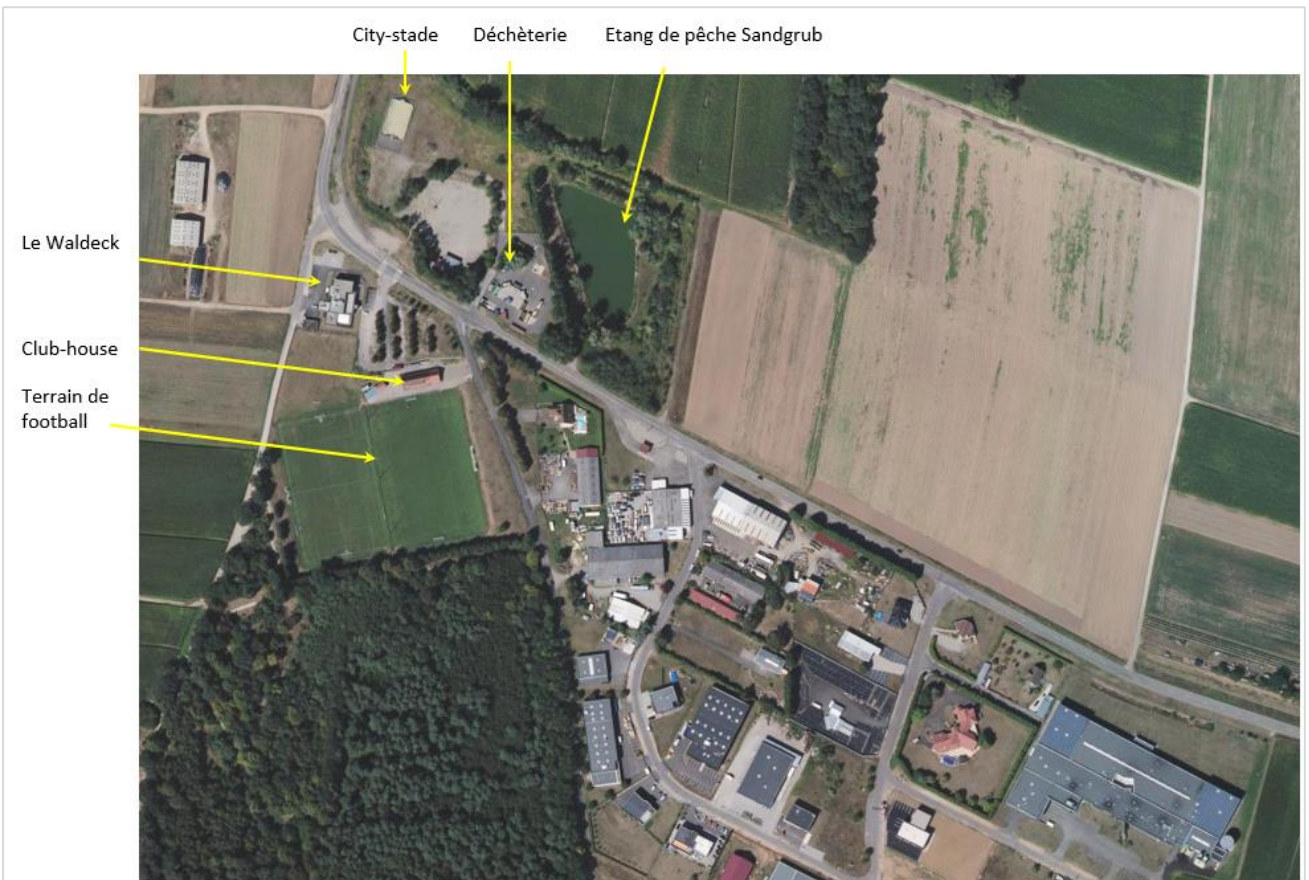 City-stade
Déchèterie
Etang de pêche Sandgrub
Le Waldeck
Club-house
Terrain de
football